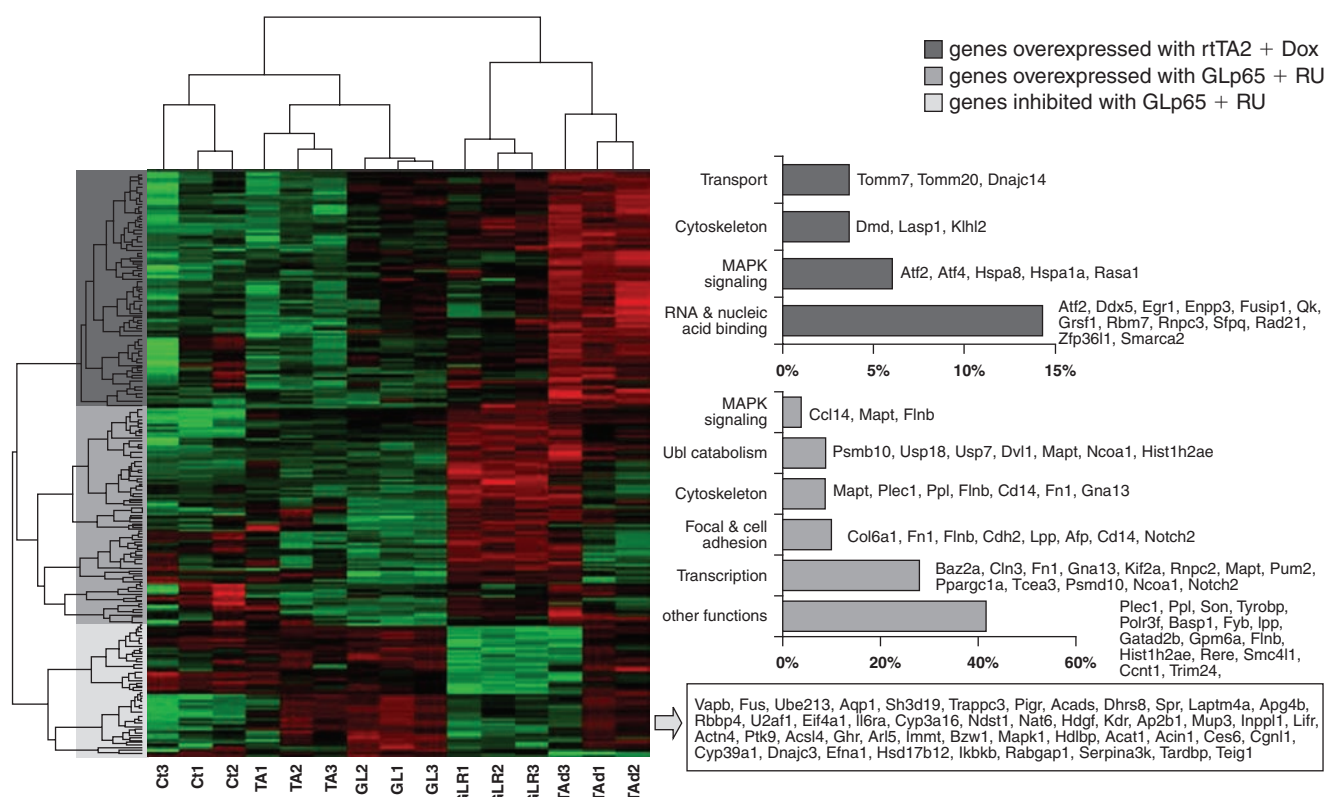 genes overexpressed with rtTA2 + Dox
genes overexpressed with GLp65 + RU
genes inhibited with GLp65 + RU
Transport
Tomm7, Tomm20, Dnajc14
Cytoskeleton
Dmd, Lasp1, Klhl2
MAPK
signaling
Atf2, Atf4, Hspa8, Hspa1a, Rasa1
RNA & nucleic
acid binding
Atf2, Ddx5, Egr1, Enpp3, Fusip1, Qk,
Grsf1, Rbm7, Rnpc3, Sfpq, Rad21,
Zfp36l1, Smarca2
0% 5% 10% 15%
MAPK
signaling
Ccl14, Mapt, Flnb
Ubl catabolism
Psmb10, Usp18, Usp7, Dvl1, Mapt, Ncoa1, Hist1h2ae
Cytoskeleton
Mapt, Plec1, Ppl, Flnb, Cd14, Fn1, Gna13
Focal & cell
adhesion
Col6a1, Fn1, Flnb, Cdh2, Lpp, Afp, Cd14, Notch2
Transcription
Baz2a, Cln3, Fn1, Gna13, Kif2a, Rnpc2, Mapt, Pum2,
Ppargc1a, Tcea3, Psmd10, Ncoa1, Notch2
other functions
Plec1, Ppl, Son, Tyrobp,
Polr3f, Basp1, Fyb, Ipp,
Gatad2b, Gpm6a, Flnb,
Hist1h2ae, Rere, Smc4l1,
Ccnt1, Trim24,
0% 20% 40% 60%
Vapb, Fus, Ube213, Aqp1, Sh3d19, Trappc3, Pigr, Acads, Dhrs8, Spr, Laptm4a, Apg4b,
Rbbp4, U2af1, Eif4a1, Il6ra, Cyp3a16, Ndst1, Nat6, Hdgf, Kdr, Ap2b1, Mup3, Inppl1, Lifr,
Actn4, Ptk9, Acsl4, Ghr, Arl5, Immt, Bzw1, Mapk1, Hdlbp, Acat1, Acin1, Ces6, Cgnl1,
Cyp39a1, Dnajc3, Efna1, Hsd17b12, Ikbkb, Rabgap1, Serpina3k, Tardbp, Teig1
Ct3
Ct1
Ct2
TA1
TA2
TA3
GL2
GL1
GL3
GLR1
GLR2
GLR3
TAd3
TAd1
TAd2